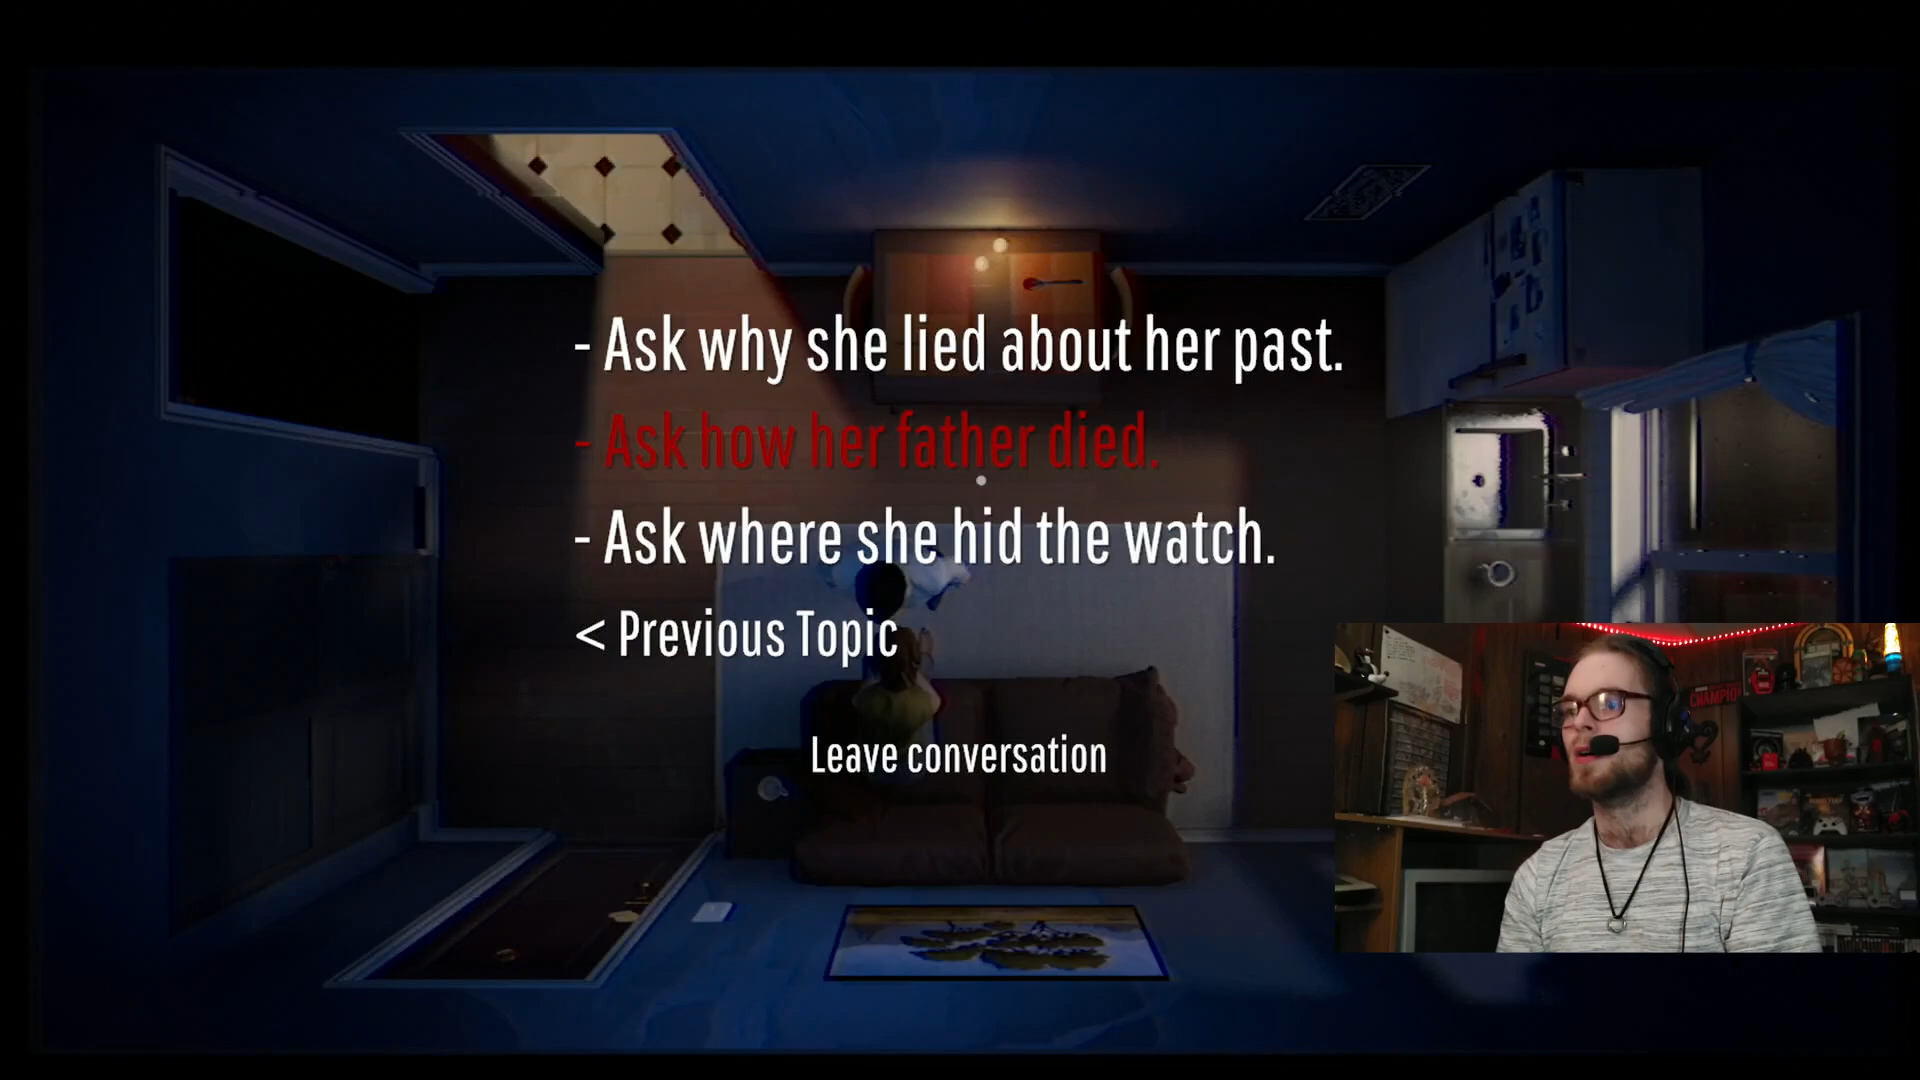 - Ask why she lied about her past.
- Ask how her father died.
- Ask where she hid the watch.
< Previous Topic
Leave conversation